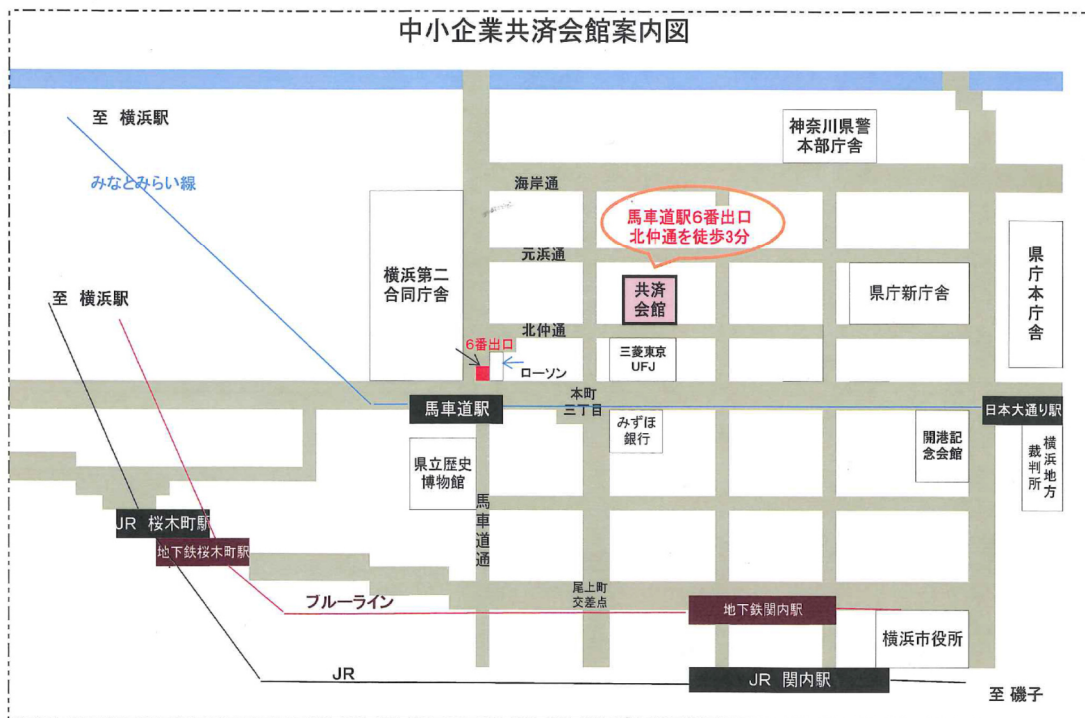 中小企業共済会館案内図
至 横浜駅
みなとみらい線
神奈川県警
本部庁舎
海岸通
馬車道駅6番出口
北仲通を徒歩3分
元浜通
横浜第二
合同庁舎
共済
会館
県庁新庁舎
県庁本庁舎
至 横浜駅
北仲通
6番出口
三菱東京
UFJ
ローソン
本町
三丁目
馬車道駅
日本大通り駅
みずほ
銀行
開港記
念会館
横浜地方
裁判所
県立歴史
博物館
馬車道通
JR 桜木町駅
地下鉄桜木町駅
尾上町
交差点
ブルーライン
地下鉄関内駅
横浜市役所
JR
JR 関内駅
至 磯子